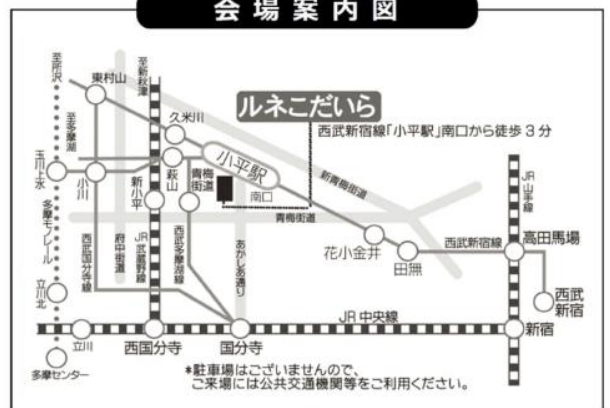 会場案内図
至所沢
東村山
至新秋津
久米川
至多摩湖
ルネこだいら
西武新宿線「小平駅」南口から徒歩3分
小平駅
新青梅街道
玉川上水
小川
萩山
青梅街道
南口
新小平
青梅街道
JR山手線
多摩モノレール
西武国分寺線
府中街道
JR武蔵野線
西武多摩湖線
あかしあ通り
花小金井
田無
西武新宿線
高田馬場
立川北
西武新宿
JR中央線
立川
西国分寺
国分寺
新宿
多摩センター
*駐車場はございませんので、
ご来場には公共交通機関等をご利用ください。